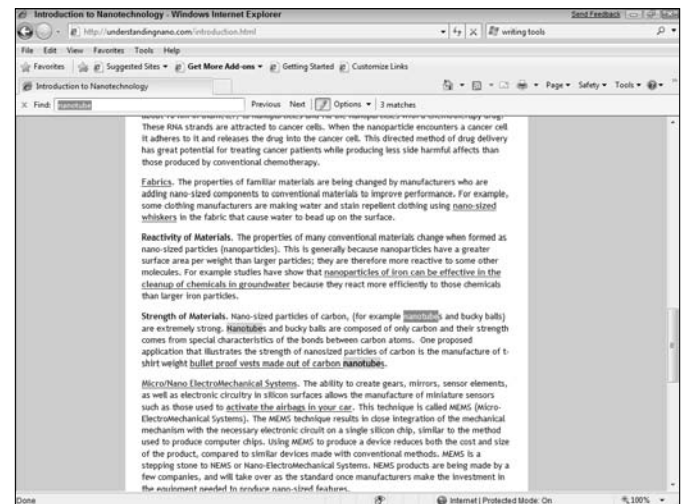 Introduction to Nanotechnology - Windows Internet Explorer
Send Feedback
http://understandingnano.com/introduction.html
writing tools
File Edit View Favorites Tools Help
Favorites Suggested Sites Get More Add-ons Getting Started Customize Links
Introduction to Nanotechnology
Page Safety Tools
× Find: nanotube Previous Next Options 3 matches
These RNA strands are attracted to cancer cells. When the nanoparticle encounters a cancer cell
it adheres to it and releases the drug into the cancer cell. This directed method of drug delivery
has great potential for treating cancer patients while producing less side harmful affects than
those produced by conventional chemotherapy.
Fabrics. The properties of familiar materials are being changed by manufacturers who are
adding nano-sized components to conventional materials to improve performance. For example,
some clothing manufacturers are making water and stain repellent clothing using nano-sized
whiskers in the fabric that cause water to bead up on the surface.
Reactivity of Materials. The properties of many conventional materials change when formed as
nano-sized particles (nanoparticles). This is generally because nanoparticles have a greater
surface area per weight than larger particles; they are therefore more reactive to some other
molecules. For example studies have show that nanoparticles of iron can be effective in the
cleanup of chemicals in groundwater because they react more efficiently to those chemicals
than larger iron particles.
Strength of Materials. Nano-sized particles of carbon, (for example nanotubes and bucky balls)
are extremely strong. Nanotubes and bucky balls are composed of only carbon and their strength
comes from special characteristics of the bonds between carbon atoms. One proposed
application that illustrates the strength of nanosized particles of carbon is the manufacture of t-
shirt weight bullet proof vests made out of carbon nanotubes.
Micro/Nano ElectroMechanical Systems. The ability to create gears, mirrors, sensor elements,
as well as electronic circuitry in silicon surfaces allows the manufacture of miniature sensors
such as those used to activate the airbags in your car. This technique is called MEMS (Micro-
ElectroMechanical Systems). The MEMS technique results in close integration of the mechanical
mechanism with the necessary electronic circuit on a single silicon chip, similar to the method
used to produce computer chips. Using MEMS to produce a device reduces both the cost and size
of the product, compared to similar devices made with conventional methods. MEMS is a
stepping stone to NEMS or Nano-ElectroMechanical Systems. NEMS products are being made by a
few companies, and will take over as the standard once manufacturers make the investment in
the equipment needed to produce nano-sized features.
Done Internet | Protected Mode: On 100%